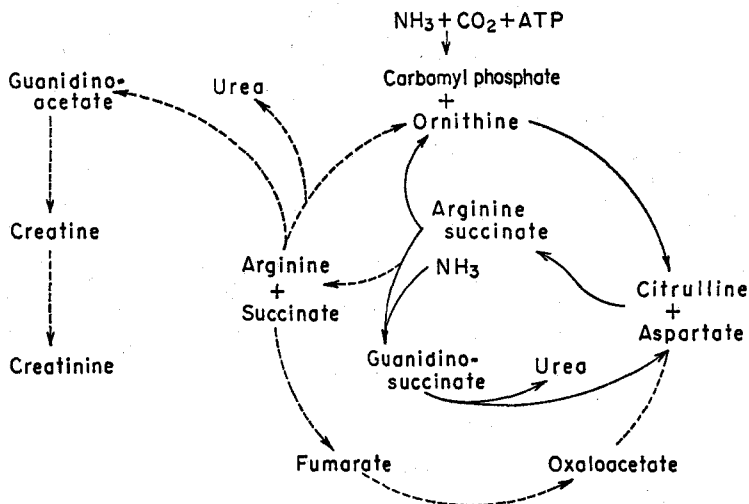 NH3 + CO2 + ATP
Carbamyl phosphate
+
Ornithine
Guanidino-
acetate
Urea
Creatine
Creatinine
Arginine
succinate
NH3
Arginine
+
Succinate
Citrulline
+
Aspartate
Guanidino-
succinate
Urea
Fumarate
Oxaloacetate